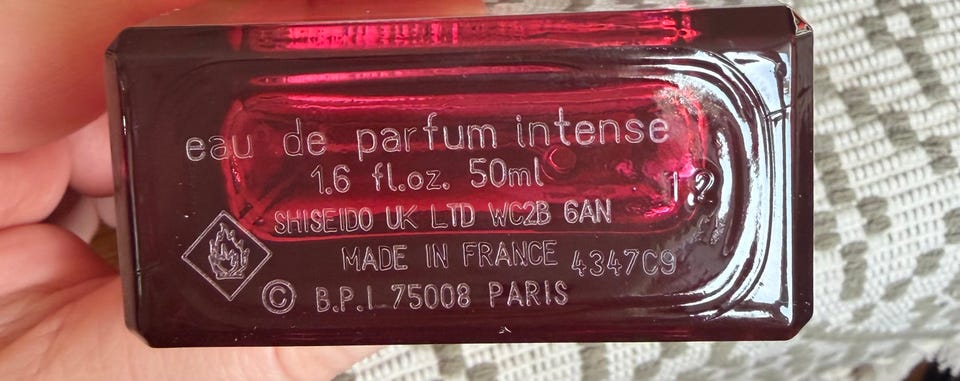 eau de parfum intense
1.6 fl.oz. 50ml
12
SHISEIDO UK LTD WC2B 6AN
MADE IN FRANCE 4347C9
© B.P.I 75008 PARIS